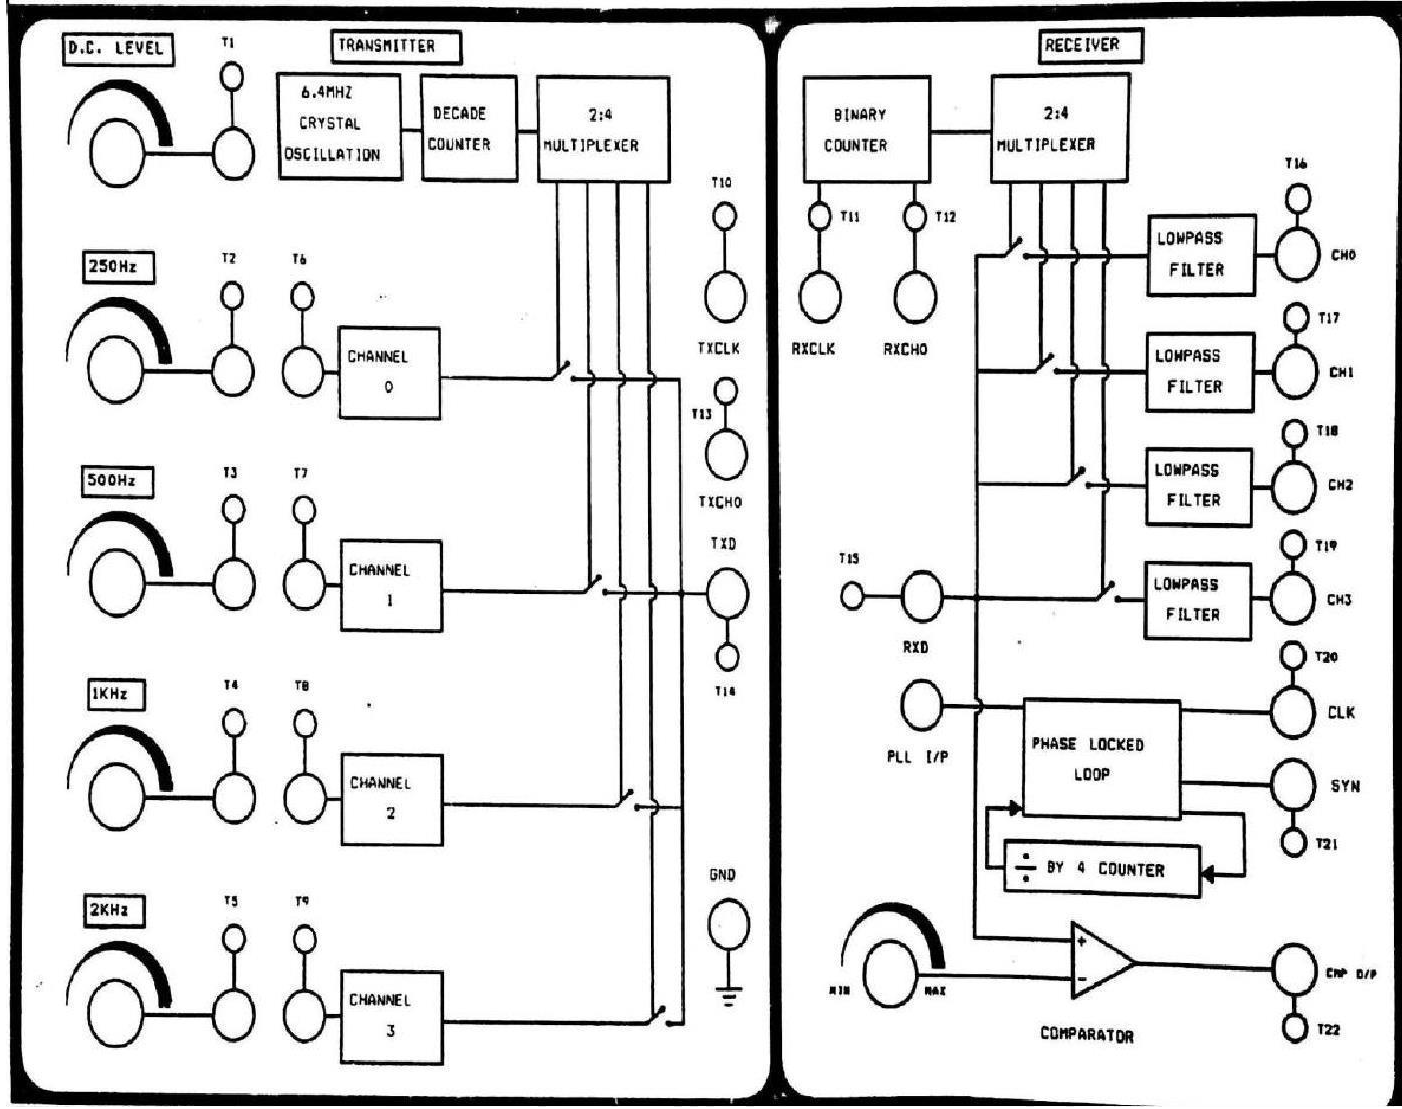 D.C. LEVEL
T1
TRANSMITTER
6.4MHZ
CRYSTAL
OSCILLATION
DECADE
COUNTER
2:4
MULTIPLEXER
T10
TXCLK
250Hz
T2
T6
CHANNEL
0
T13
TXCHO
500Hz
T3
T7
CHANNEL
1
TXD
T14
1KHz
T4
T8
CHANNEL
2
2KHz
T5
T9
CHANNEL
3
GND
RECEIVER
BINARY
COUNTER
2:4
MULTIPLEXER
T11
T12
RXCLK
RXCHO
T16
LOWPASS
FILTER
CHO
T17
LOWPASS
FILTER
CH1
T18
LOWPASS
FILTER
CH2
T19
LOWPASS
FILTER
CH3
T15
RXD
T20
CLK
PLL I/P
PHASE LOCKED
LOOP
SYN
T21
÷ BY 4 COUNTER
MIN
MAX
+
−
CMP O/P
T22
COMPARATOR